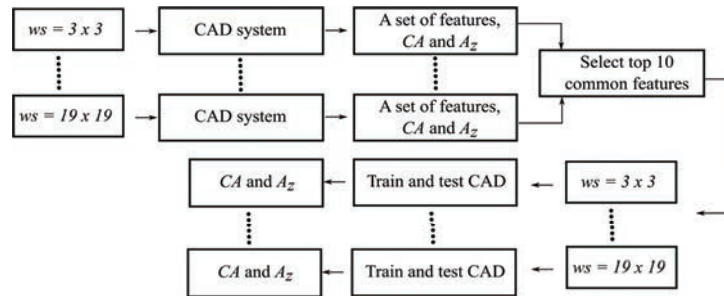 ws = 3 x 3
CAD system
A set of features,
CA and Az
Select top 10
common features
ws = 19 x 19
CAD system
A set of features,
CA and Az
CA and Az
Train and test CAD
ws = 3 x 3
CA and Az
Train and test CAD
ws = 19 x 19